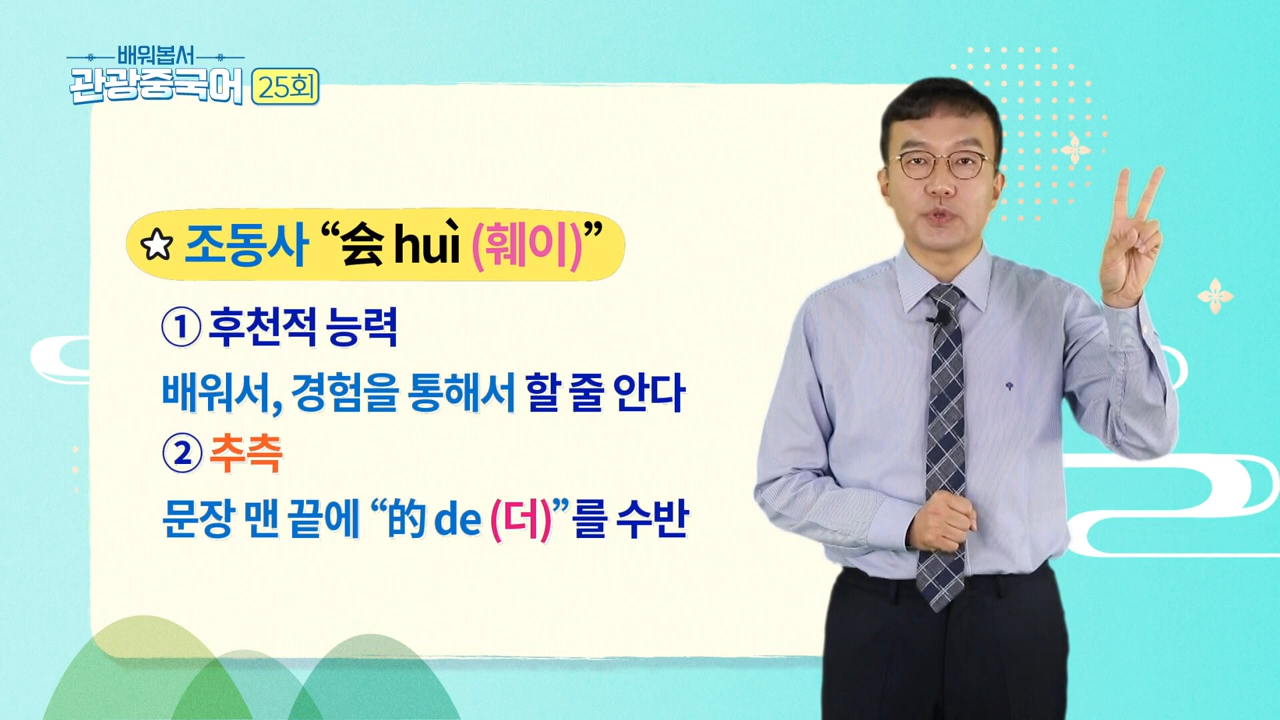 배워봅서
관광중국어 25회
조동사 “会 huì (훼이)”
① 후천적 능력
배워서, 경험을 통해서 할 줄 안다
② 추측
문장 맨 끝에 “的 de (더)”를 수반